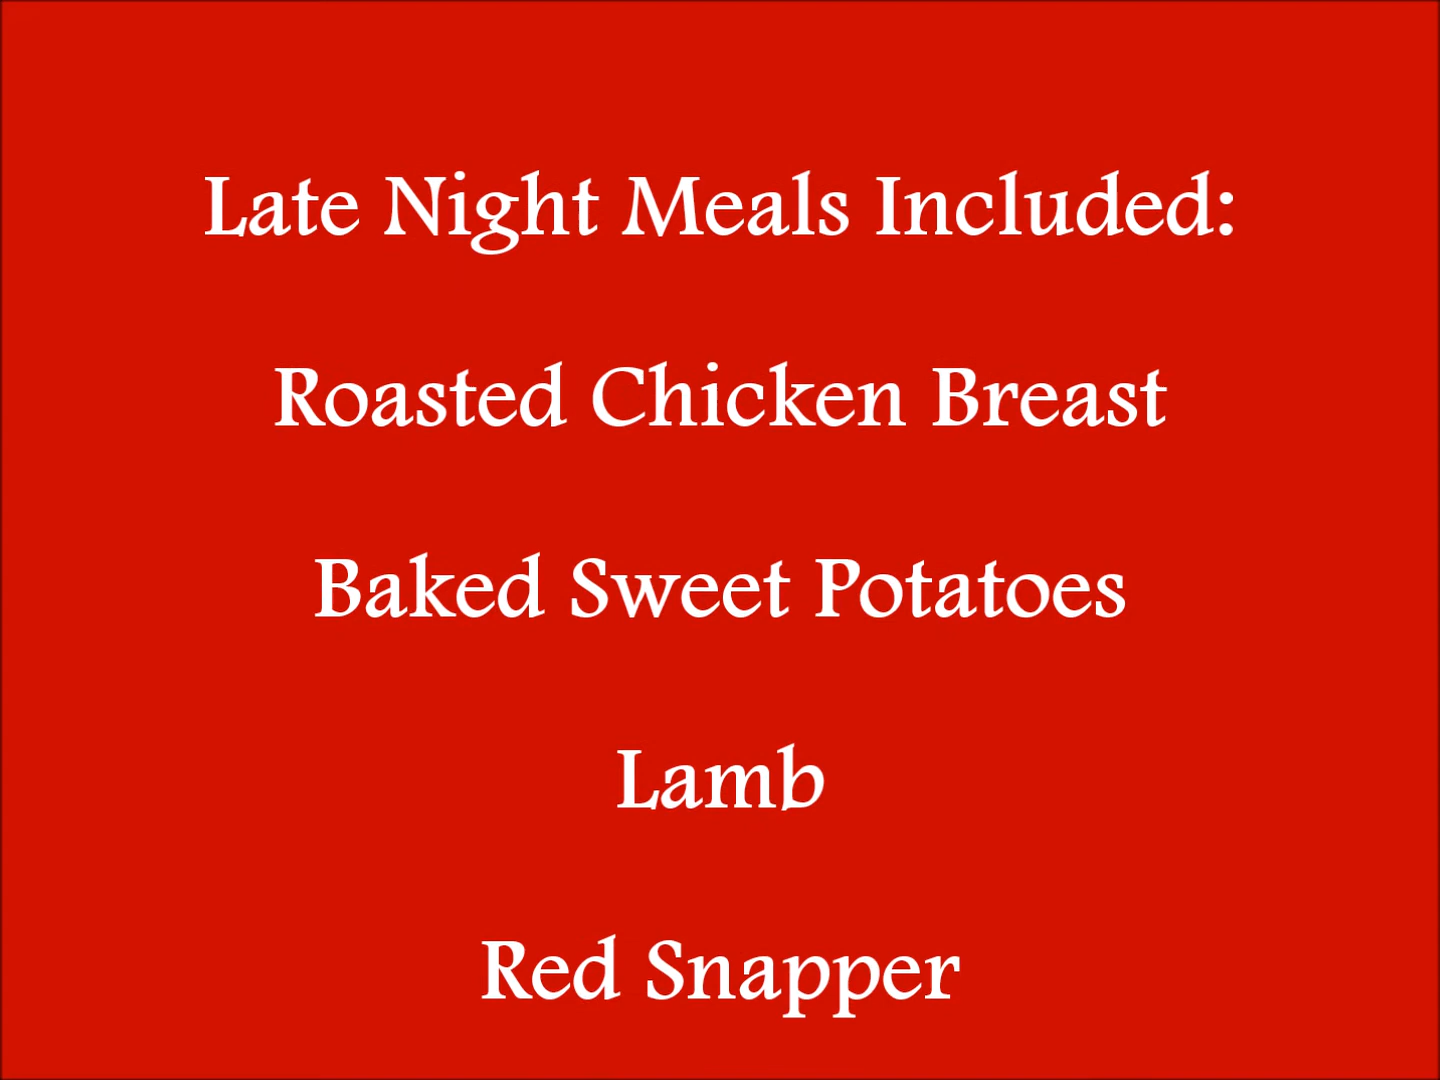 Late Night Meals Included:
Roasted Chicken Breast
Baked Sweet Potatoes
Lamb
Red Snapper